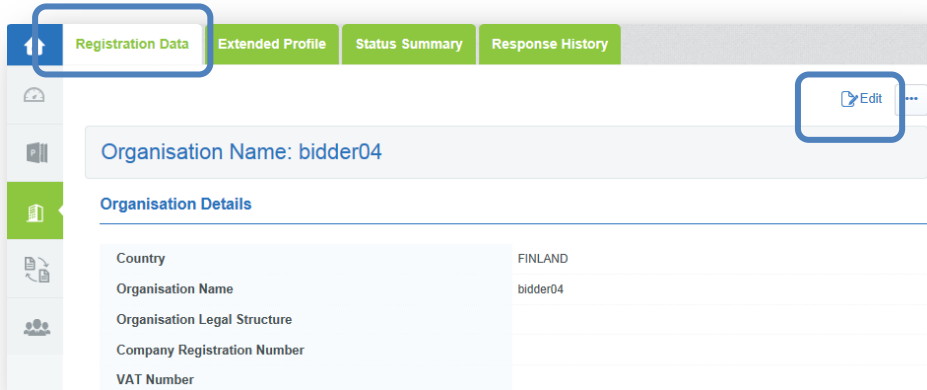 Registration Data Extended Profile Status Summary Response History
Edit ...
Organisation Name: bidder04
Organisation Details
Country FINLAND
Organisation Name bidder04
Organisation Legal Structure
Company Registration Number
VAT Number